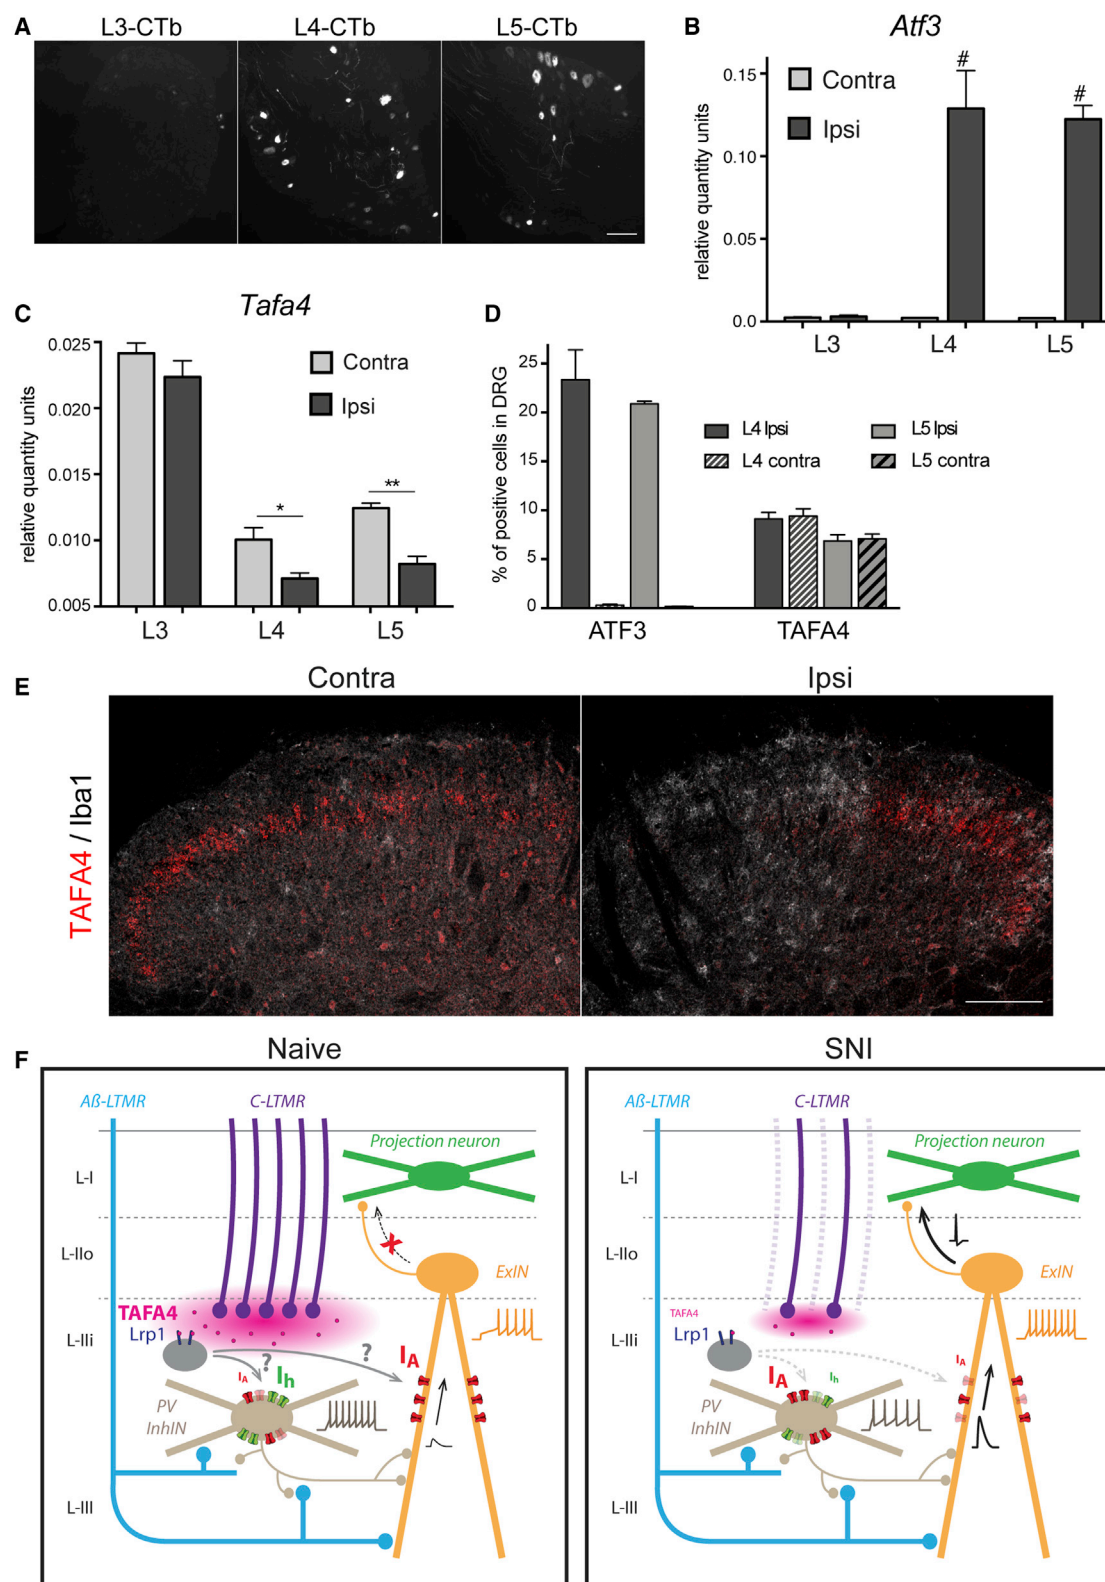 A
L3-CTb
L4-CTb
L5-CTb
B
Atf3
relative quantity units
0.15
0.10
0.05
0.0
Contra
Ipsi
#
#
L3
L4
L5
C
Tafa4
relative quantity units
0.025
0.020
0.015
0.010
0.005
Contra
Ipsi
*
**
L3
L4
L5
D
% of positive cells in DRG
25
20
15
10
5
0
L4 Ipsi
L5 Ipsi
L4 contra
L5 contra
ATF3
TAFA4
E
Contra
Ipsi
TAFA4 / Iba1
F
Naive
Aß-LTMR
C-LTMR
Projection neuron
L-I
L-IIo
ExIN
TAFA4
Lrp1
L-IIi
?
?
IA
IA
Ih
PV
InhIN
L-III
SNI
Aß-LTMR
C-LTMR
Projection neuron
L-I
L-IIo
ExIN
TAFA4
Lrp1
L-IIi
IA
IA
Ih
PV
InhIN
L-III